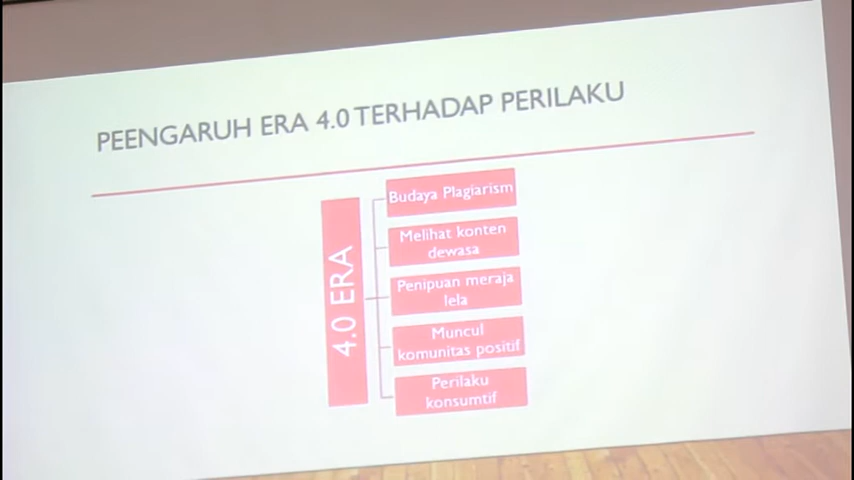 PEENGARUH ERA 4.0 TERHADAP PERILAKU
4.0 ERA
Budaya Plagiarism
Melihat konten
dewasa
Penipuan meraja
lela
Muncul
komunitas positif
Perilaku
konsumtif